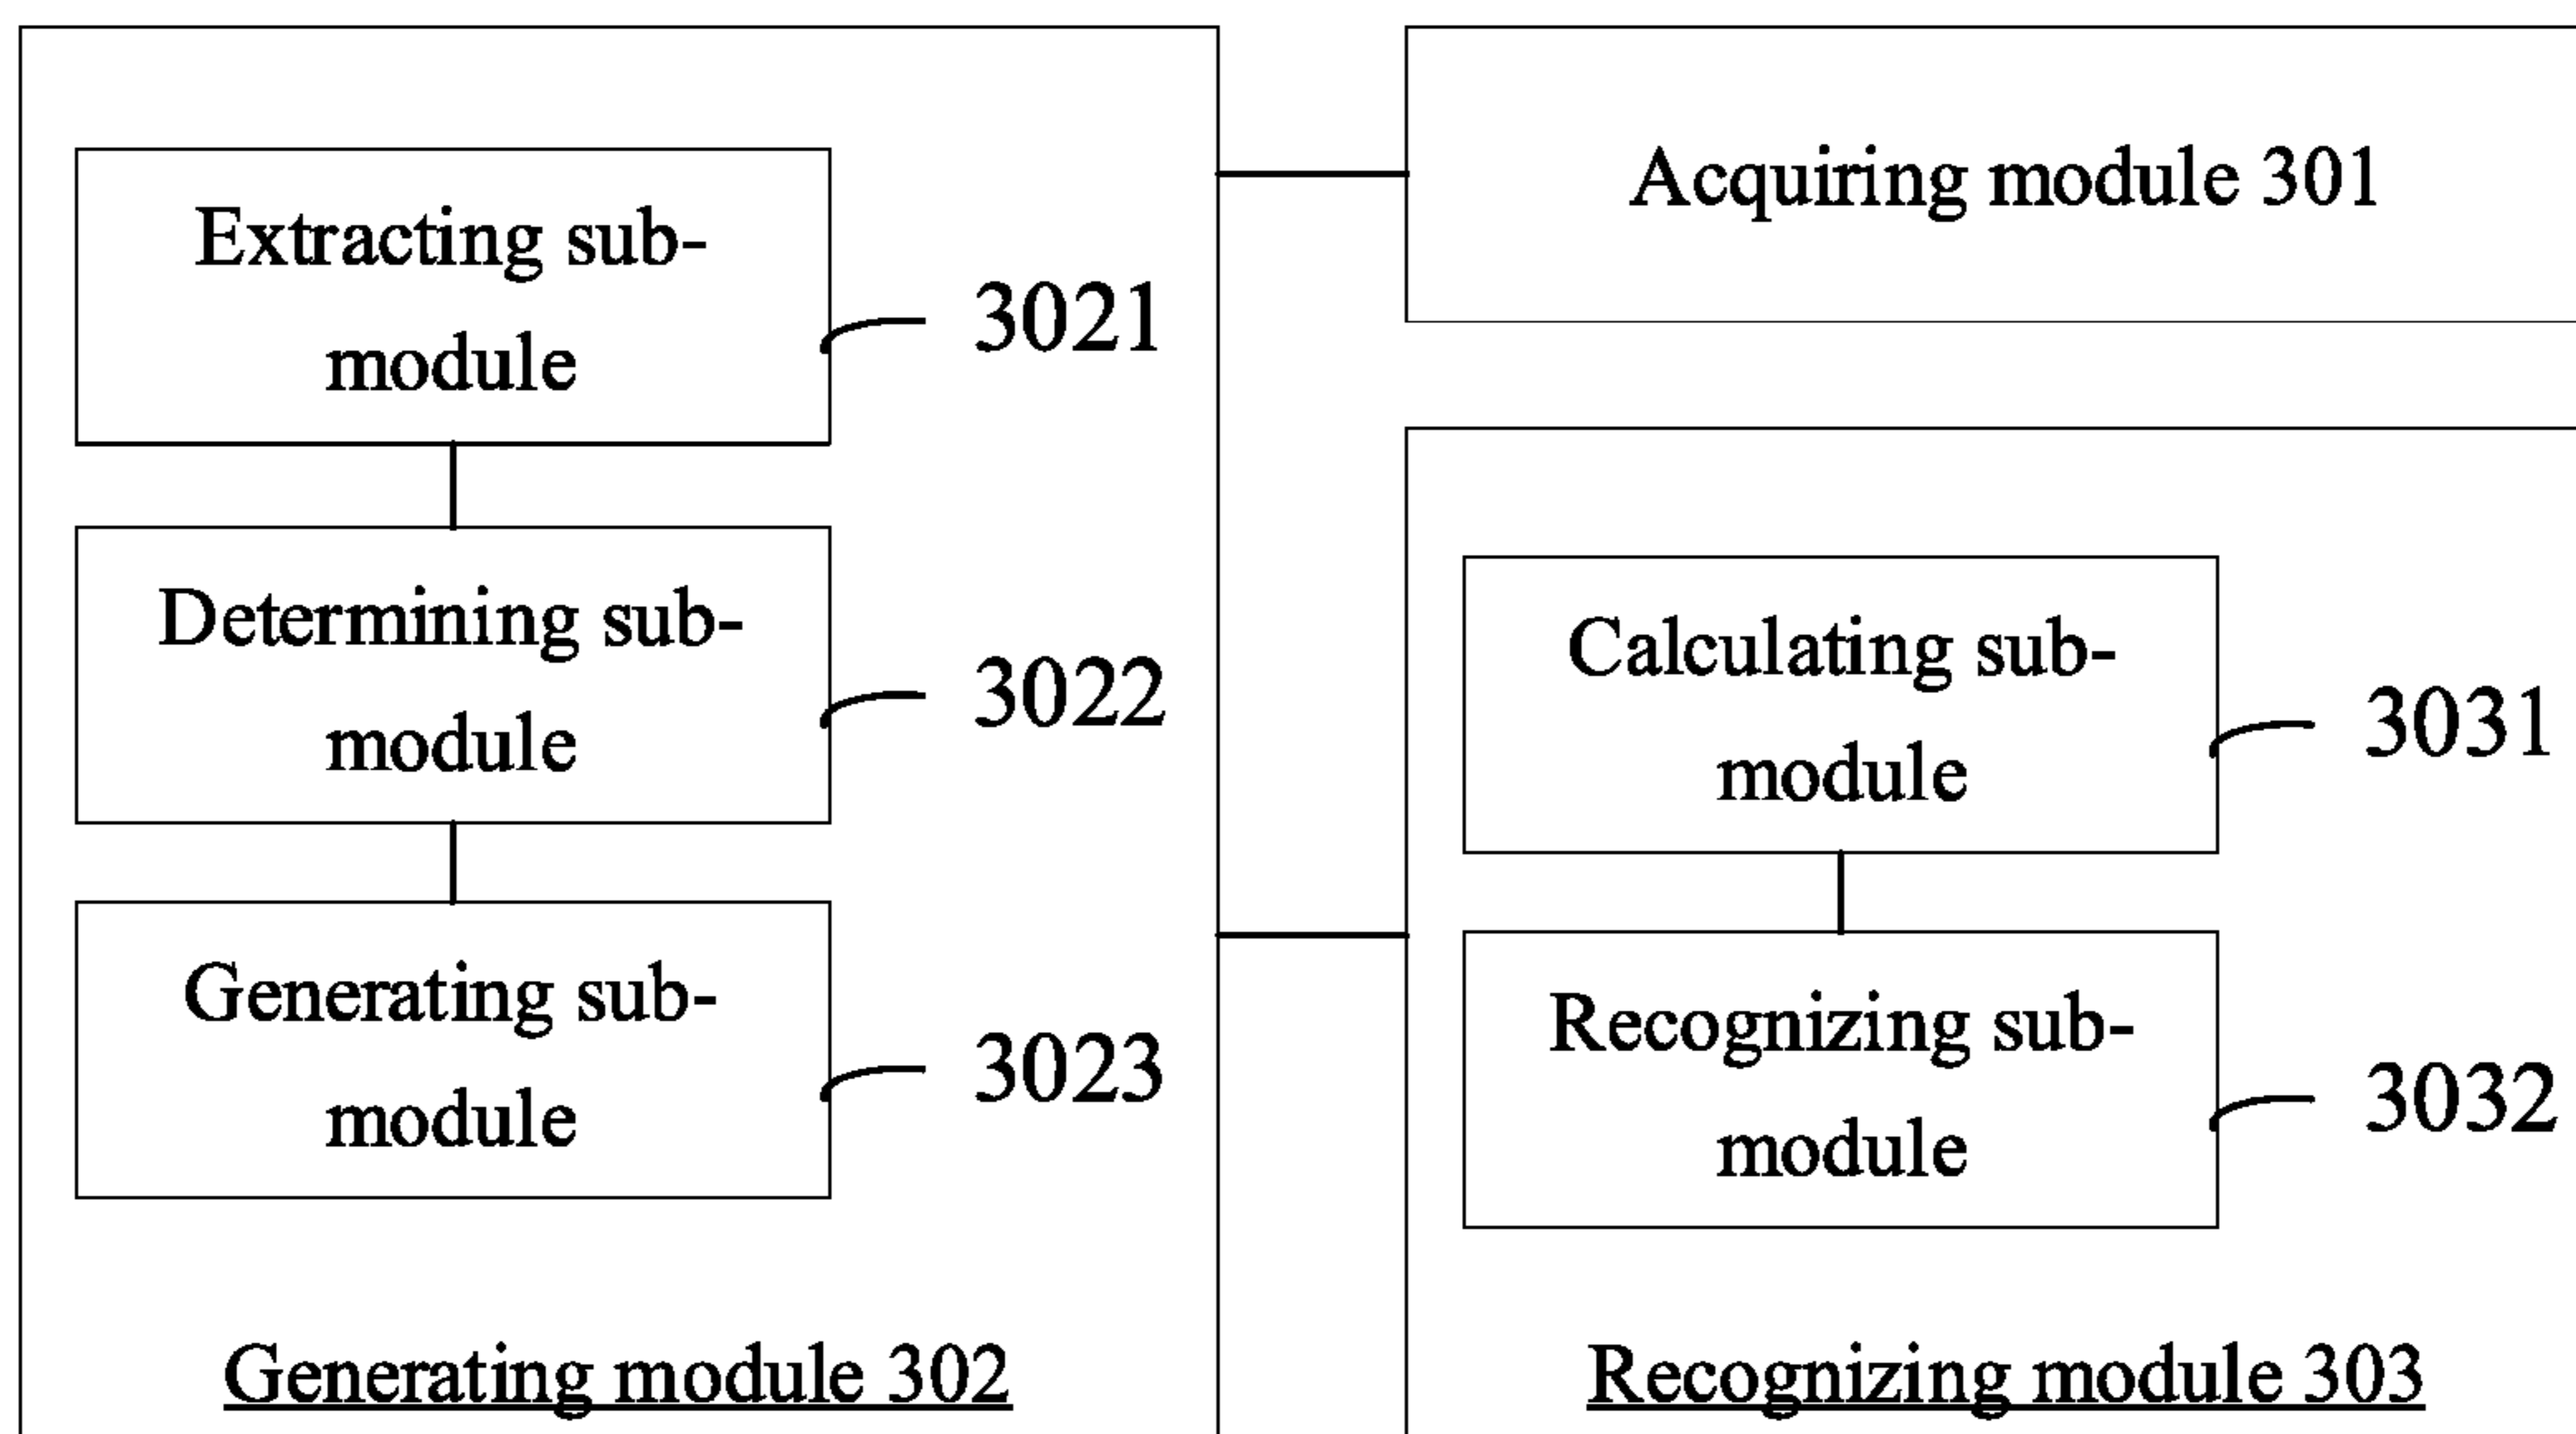 Extracting sub-
module
3021
Determining sub-
module
3022
Generating sub-
module
3023
Generating module 302
Acquiring module 301
Calculating sub-
module
3031
Recognizing sub-
module
3032
Recognizing module 303